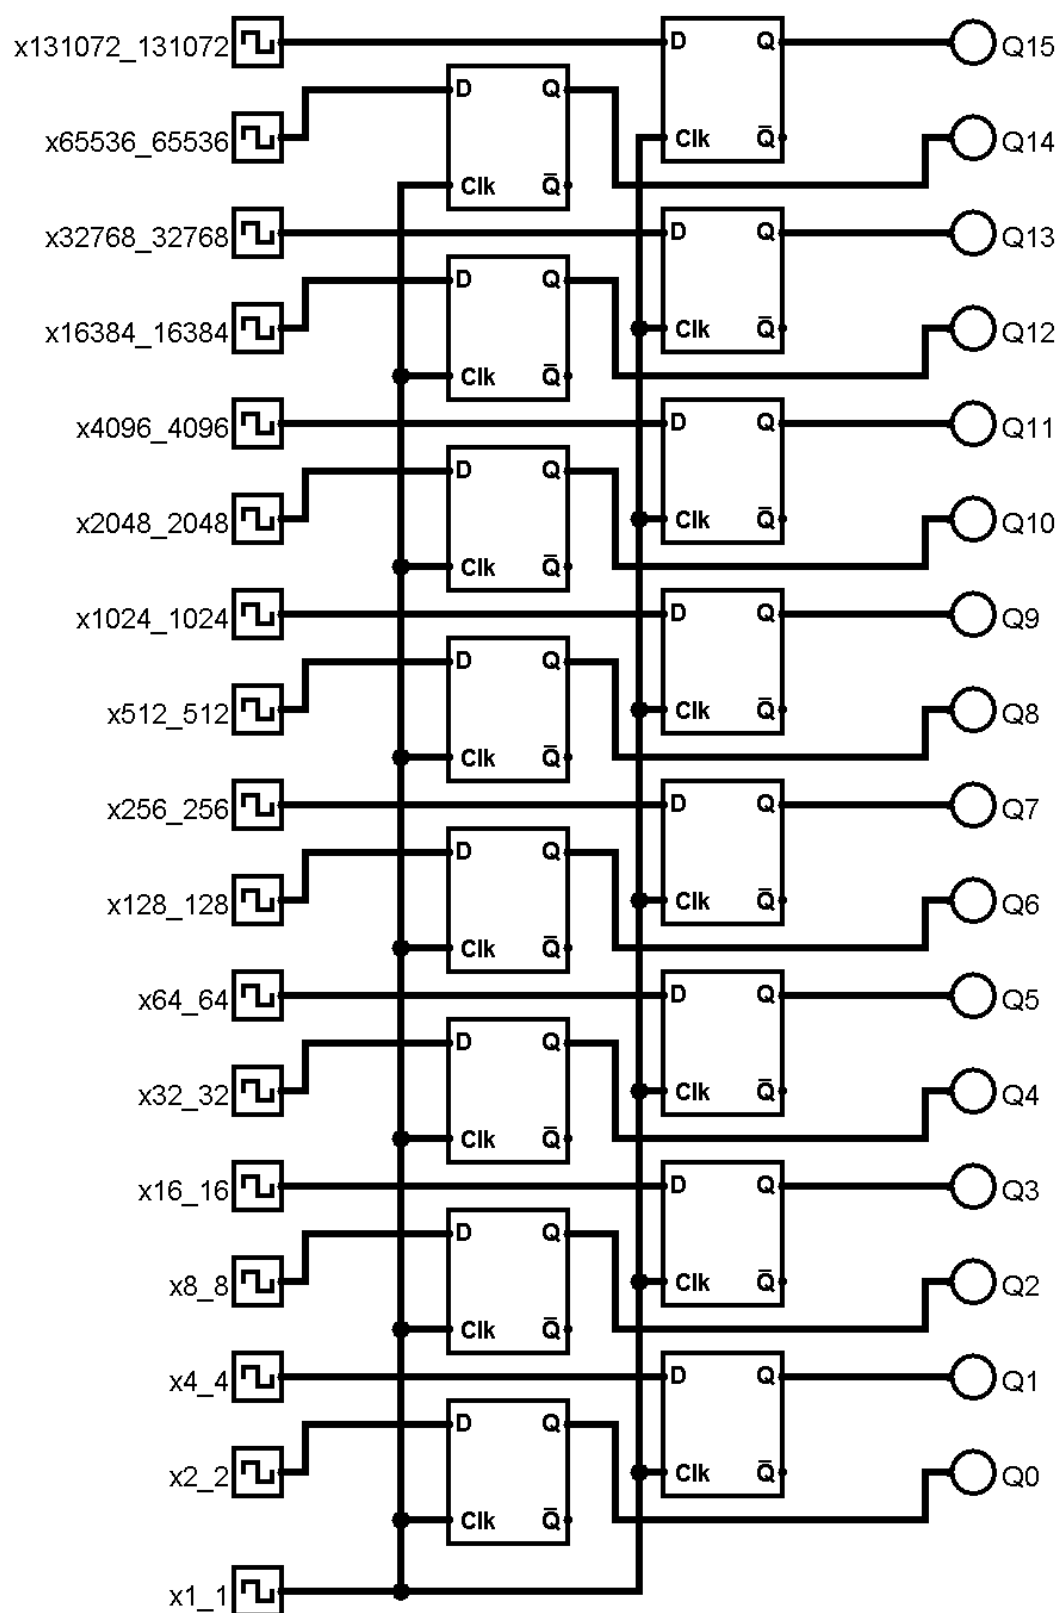 x131072_131072 D Q Q15
D Q
x65536_65536 Clk Q̅ Q14
Clk Q̅
x32768_32768 D Q Q13
D Q
x16384_16384 Clk Q̅ Q12
Clk Q̅
x4096_4096 D Q Q11
D Q
x2048_2048 Clk Q̅ Q10
Clk Q̅
x1024_1024 D Q Q9
D Q
x512_512 Clk Q̅ Q8
Clk Q̅
x256_256 D Q Q7
D Q
x128_128 Clk Q̅ Q6
Clk Q̅
x64_64 D Q Q5
D Q
x32_32 Clk Q̅ Q4
Clk Q̅
x16_16 D Q Q3
D Q
x8_8 Clk Q̅ Q2
Clk Q̅
x4_4 D Q Q1
D Q
x2_2 Clk Q̅ Q0
Clk Q̅
x1_1